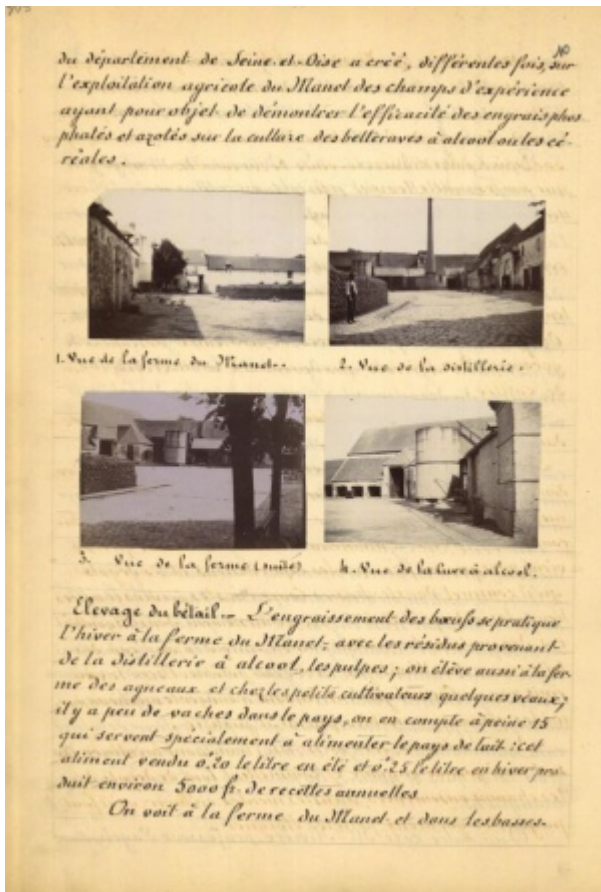 du département de Seine-et-Oise a créé, différentes fois, sur
l'exploitation agricole du Manet des champs d'expérience
ayant pour objet de démontrer l'efficacité des engrais phos
phatés et azotés sur la culture des betteraves à alcool ou les cé-
réales.
1. Vue de la ferme du Manet.
2. Vue de la distillerie.
3. Vue de la ferme (suite)
4. Vue de la cuve à alcool.
Elevage du bétail. L'engraissement des bœufs se pratique
l'hiver à la ferme du Manet, avec les résidus provenant
de la distillerie à alcool, les pulpes; on élève aussi à la fer-
me des agneaux et chez les petits cultivateurs quelques veaux;
il y a peu de vaches dans le pays, on en compte à peine 15
qui servent spécialement à alimenter le pays de lait: cet
aliment vendu 0f20 le litre en été et 0f25 le litre en hiver pro
duit environ 5000 fr. de recettes annuelles
On voit à la ferme du Manet et dans les basses-